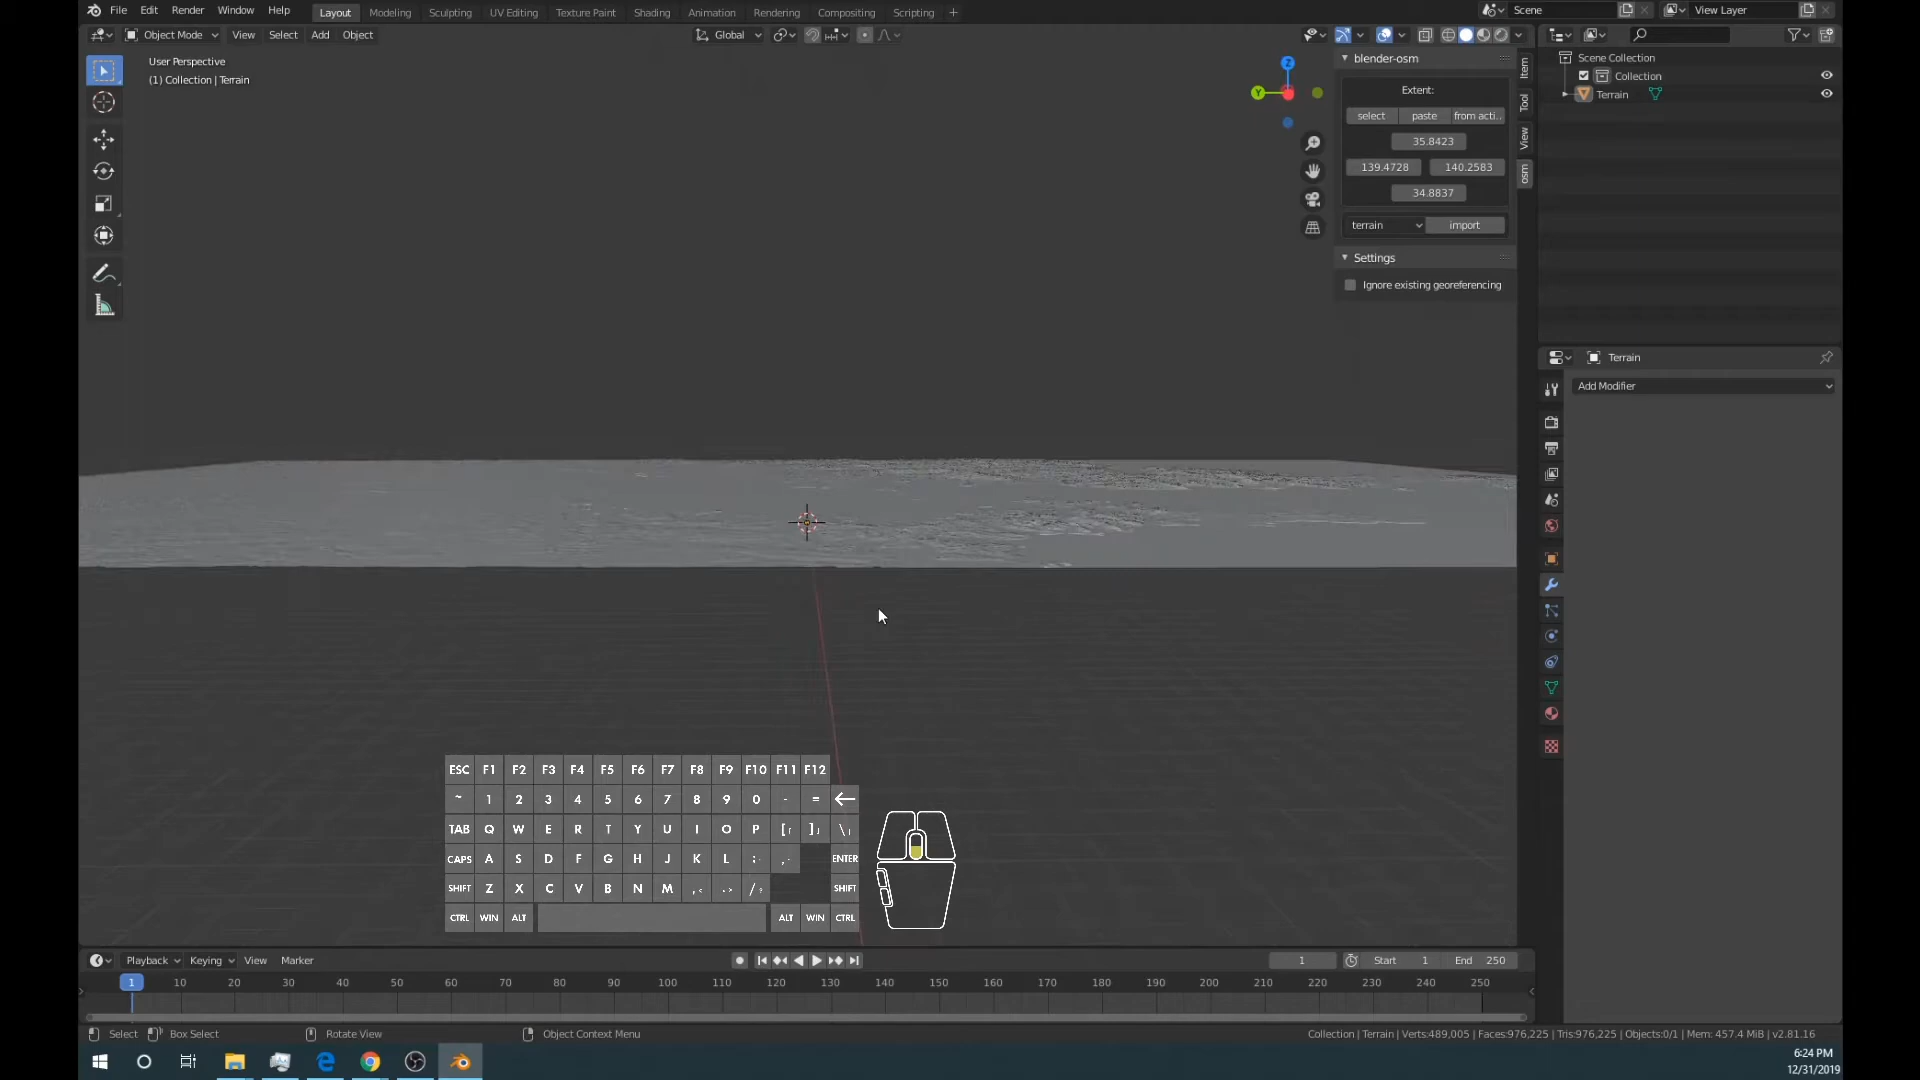 File Edit Render Window Help Layout Modeling Sculpting UV Editing Texture Paint Shading Animation Rendering Compositing Scripting + Scene View Layer
Object Mode View Select Add Object Global
User Perspective
(1) Collection | Terrain
Z
Y
blender-osm
Extent:
select paste from acti..
35.8423
139.4728 140.2583
34.8837
terrain import
Settings
Ignore existing georeferencing
Item
Tool
View
osm
Scene Collection
Collection
Terrain
Terrain
Add Modifier
ESC F1 F2 F3 F4 F5 F6 F7 F8 F9 F10 F11 F12
~ 1 2 3 4 5 6 7 8 9 0 - = ←
TAB Q W E R T Y U I O P [ ] \
CAPS A S D F G H J K L ; ENTER
SHIFT Z X C V B N M , . / SHIFT
CTRL WIN ALT ALT WIN CTRL
Playback Keying View Marker 1 Start 1 End 250
1 10 20 30 40 50 60 70 80 90 100 110 120 130 140 150 160 170 180 190 200 210 220 230 240 250
Select Box Select Rotate View Object Context Menu Collection | Terrain | Verts:489,005 | Faces:976,225 | Tris:976,225 | Objects:0/1 | Mem: 457.4 MiB | v2.81.16
6:24 PM
12/31/2019